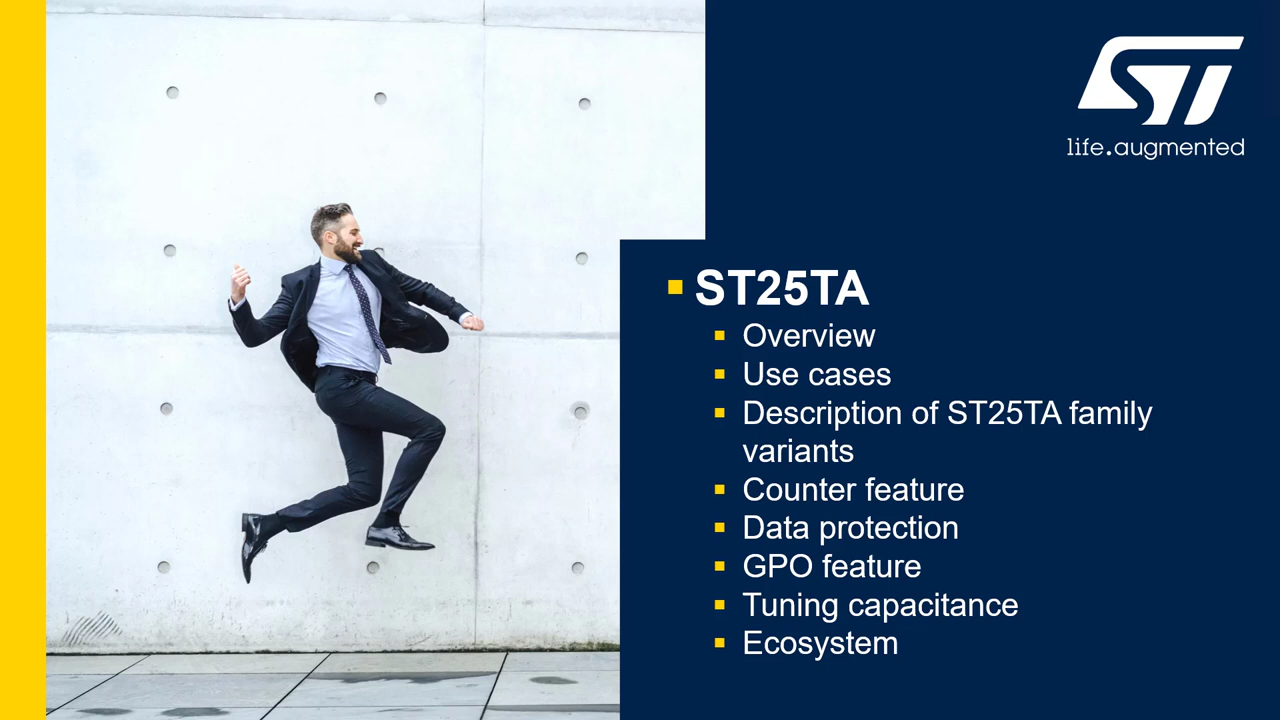 ST
life.augmented
ST25TA
Overview
Use cases
Description of ST25TA family
variants
Counter feature
Data protection
GPO feature
Tuning capacitance
Ecosystem